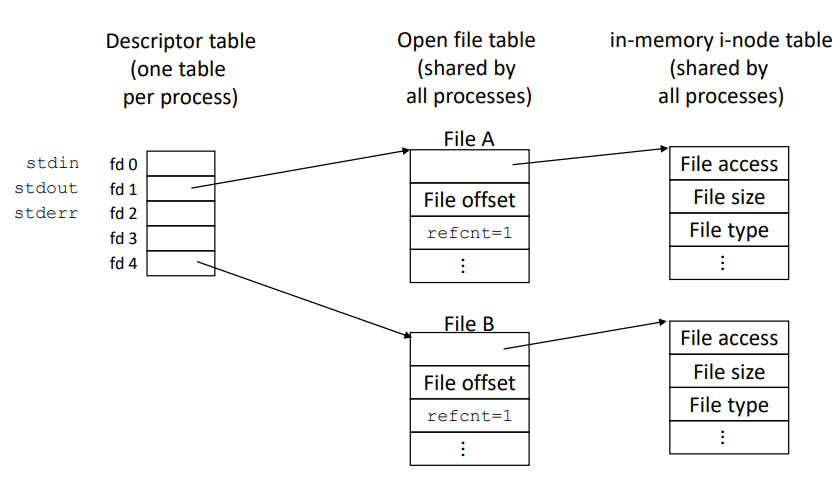 Descriptor table
(one table
per process)
Open file table
(shared by
all processes)
in-memory i-node table
(shared by
all processes)
stdin fd 0
stdout fd 1
stderr fd 2
fd 3
fd 4
File A
File offset
refcnt=1
⋮
File access
File size
File type
⋮
File B
File offset
refcnt=1
⋮
File access
File size
File type
⋮